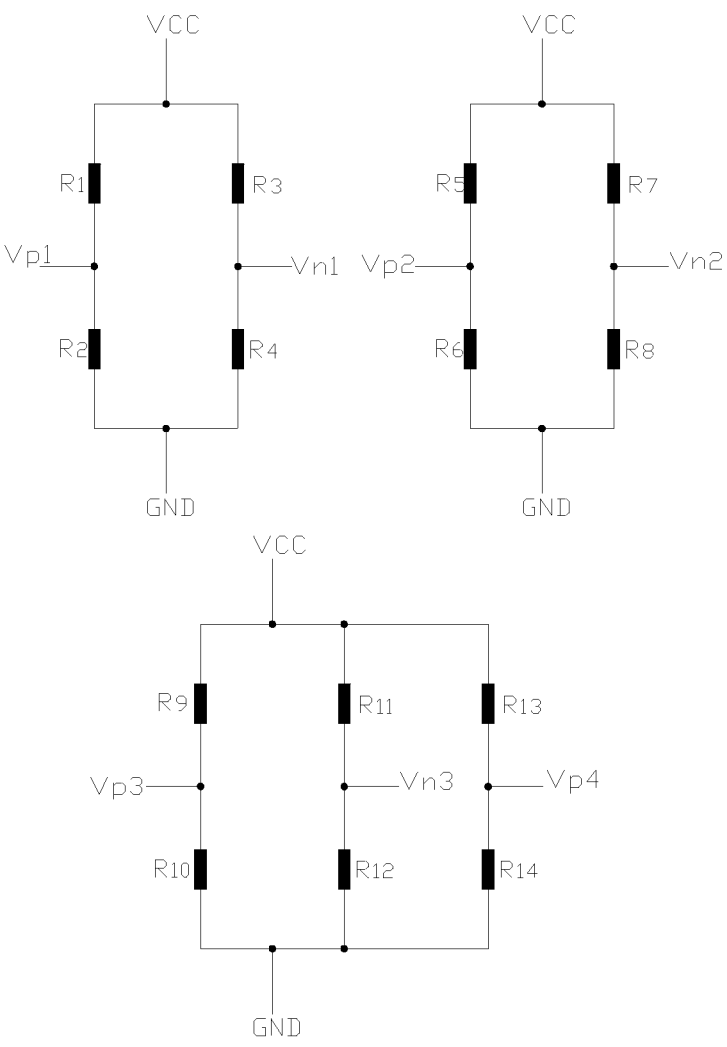 VCC
VCC
R1
R3
R5
R7
Vp1
Vn1
Vp2
Vn2
R2
R4
R6
R8
GND
GND
VCC
R9
R11
R13
Vp3
Vn3
Vp4
R10
R12
R14
GND